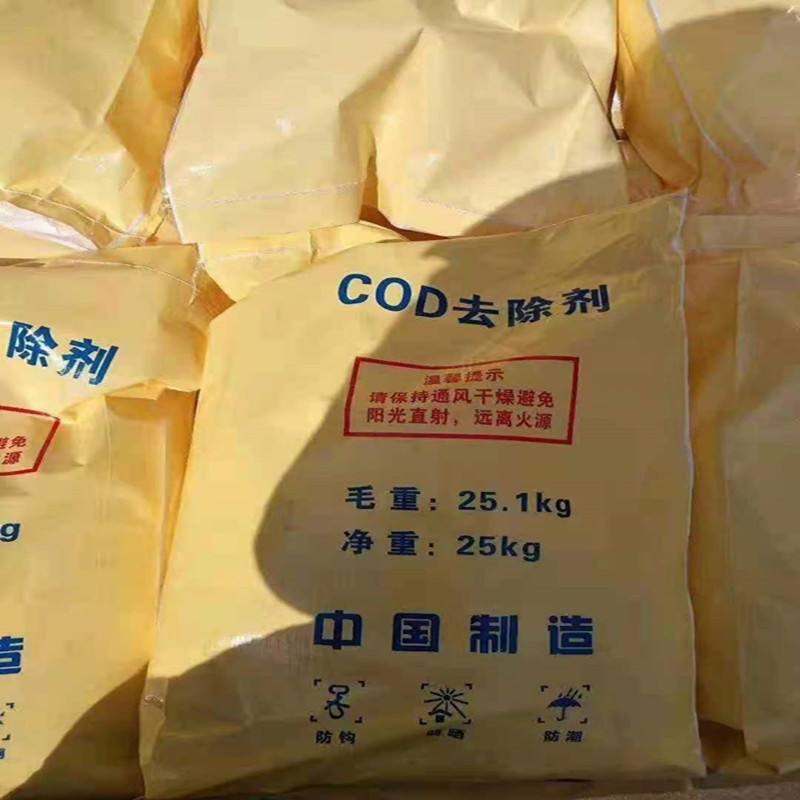 COD去除剂
温馨提示
请保持通风干燥避免
阳光直射，远离火源
毛重：25.1kg
净重：25kg
中国制造
防钩
防潮
除剂
避免
火源
g
造